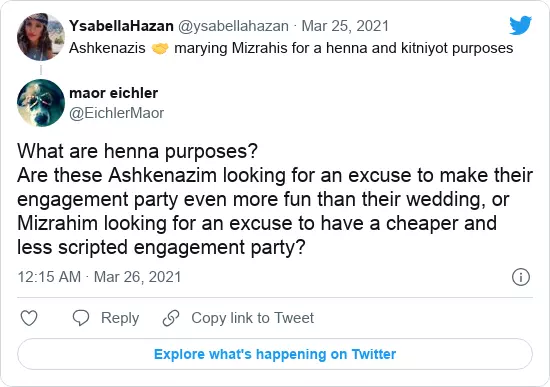 YsabellaHazan @ysabellahazan · Mar 25, 2021
Ashkenazis 🤝 marying Mizrahis for a henna and kitniyot purposes
maor eichler
@EichlerMaor
What are henna purposes?
Are these Ashkenazim looking for an excuse to make their
engagement party even more fun than their wedding, or
Mizrahim looking for an excuse to have a cheaper and
less scripted engagement party?
12:15 AM · Mar 26, 2021
Reply Copy link to Tweet
Explore what's happening on Twitter